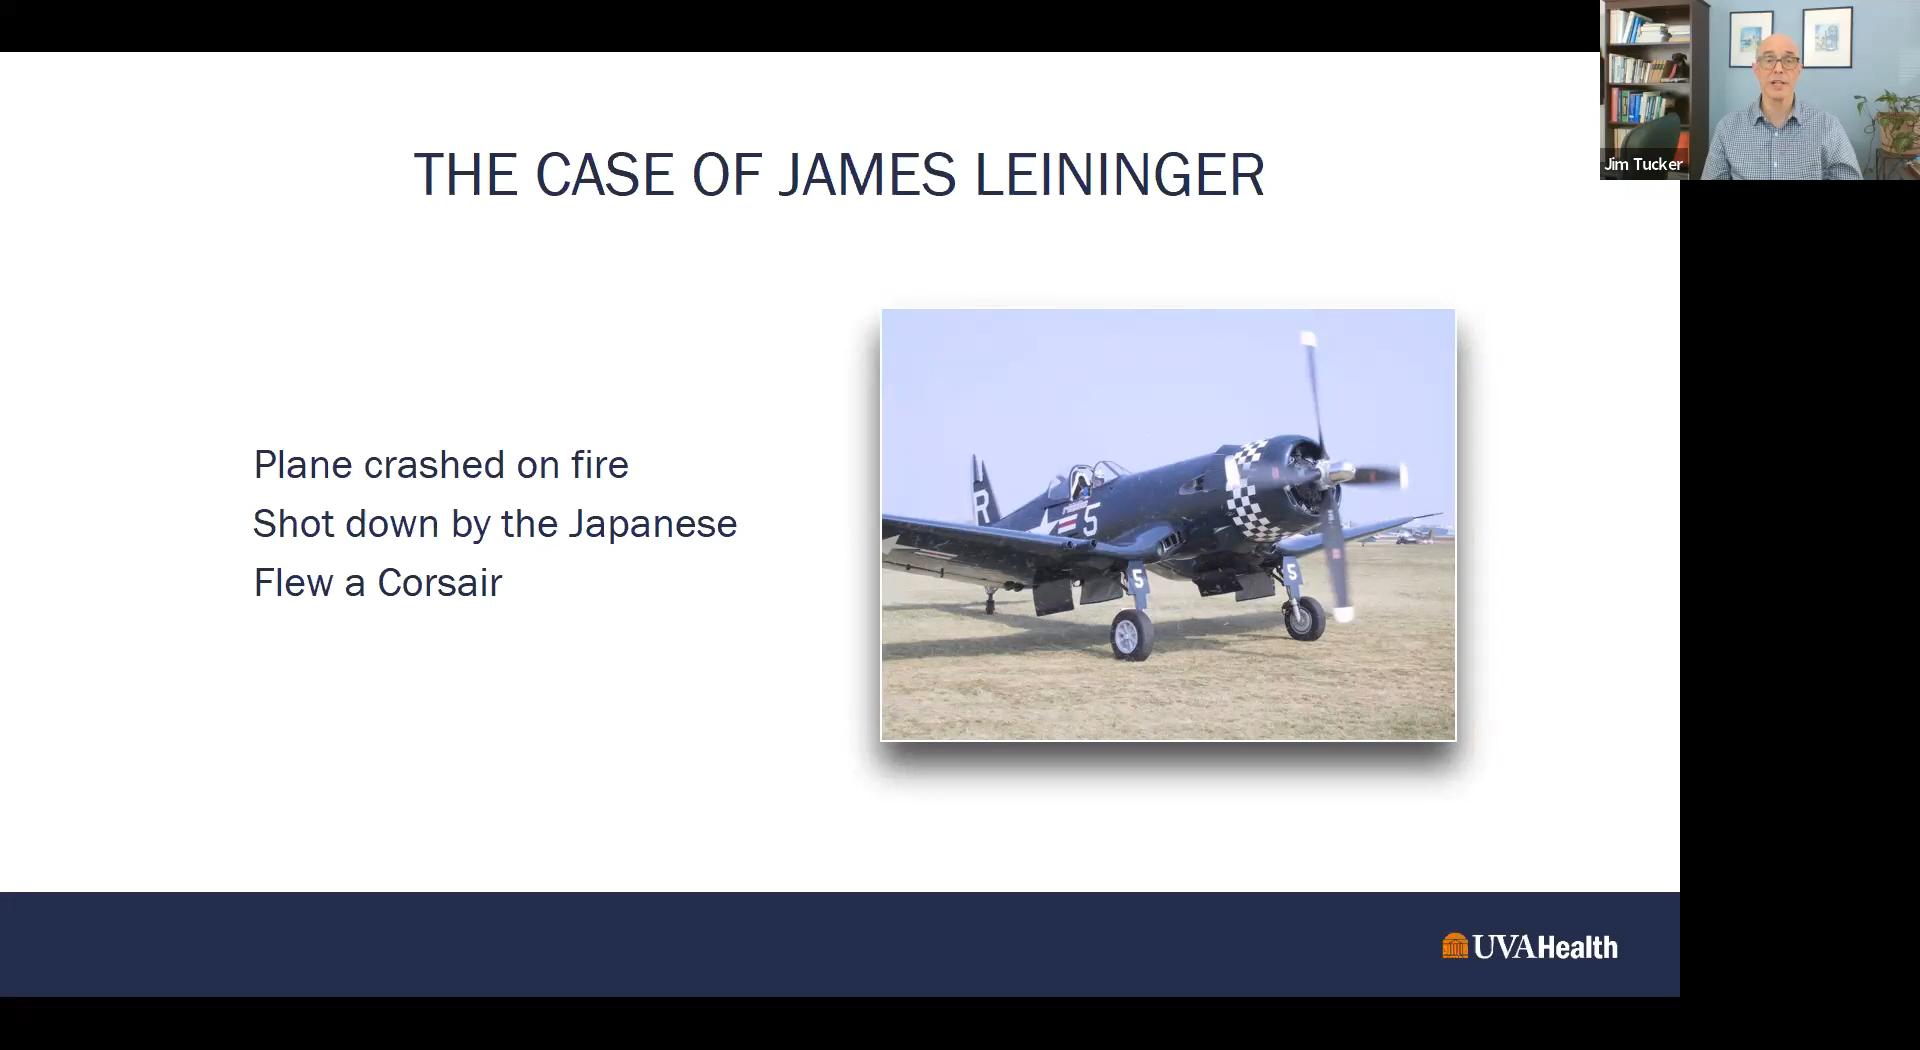 THE CASE OF JAMES LEININGER
Jim Tucker
Plane crashed on fire
Shot down by the Japanese
Flew a Corsair
R
5
5
5
UVAHealth